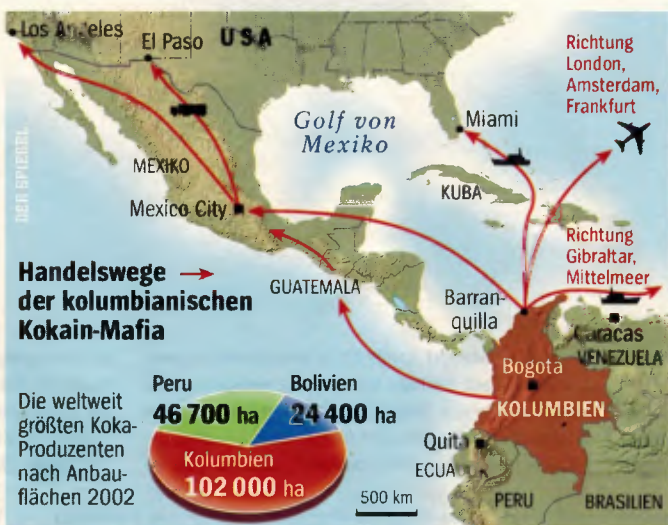 Los Angeles
El Paso
USA
Richtung
London,
Amsterdam,
Frankfurt
Golf von
Mexiko
Miami
MEXIKO
KUBA
Mexico City
DER SPIEGEL
Richtung
Gibraltar,
Mittelmeer
GUATEMALA
Barran-
quilla
Caracas
VENEZUELA
Handelswege →
der kolumbianischen
Kokain-Mafia
Bogota
KOLUMBIEN
Quito
ECUADOR
PERU
BRASILIEN
500 km
Die weltweit
größten Koka-
Produzenten
nach Anbau-
flächen 2002
Peru
46 700 ha
Bolivien
24 400 ha
Kolumbien
102 000 ha